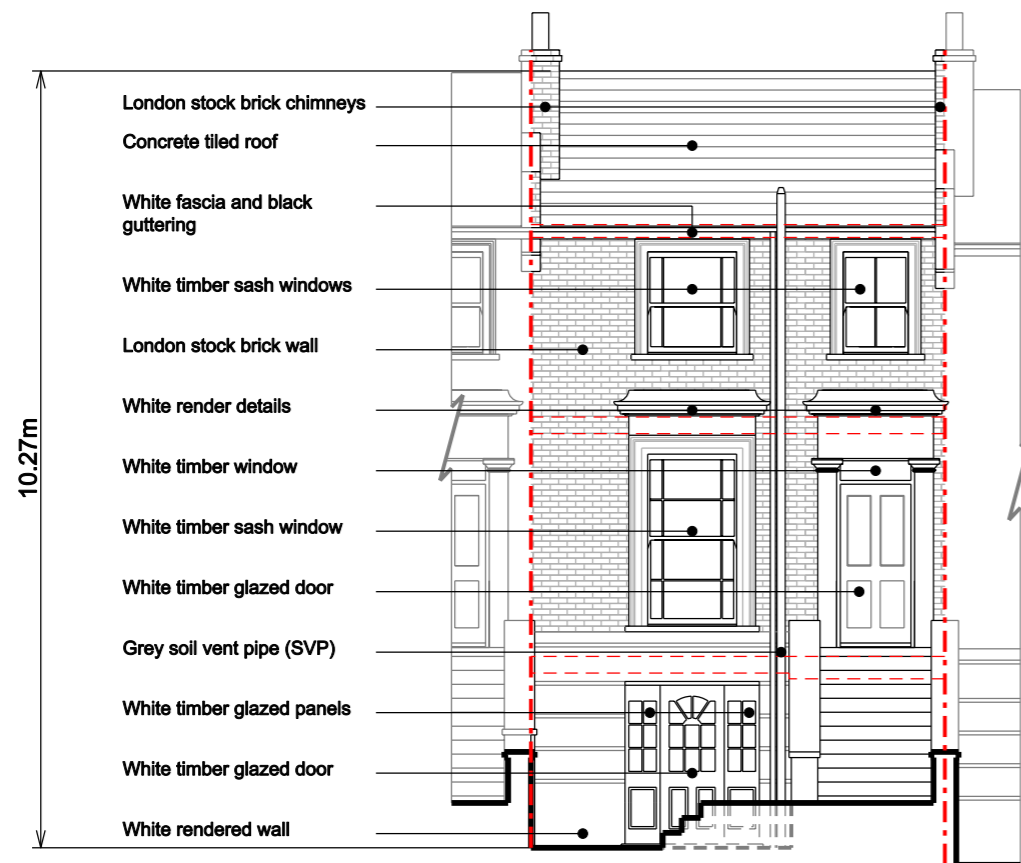 London stock brick chimneys
Concrete tiled roof
White fascia and black
guttering
White timber sash windows
London stock brick wall
White render details
White timber window
White timber sash window
White timber glazed door
Grey soil vent pipe (SVP)
White timber glazed panels
White timber glazed door
White rendered wall
10.27m